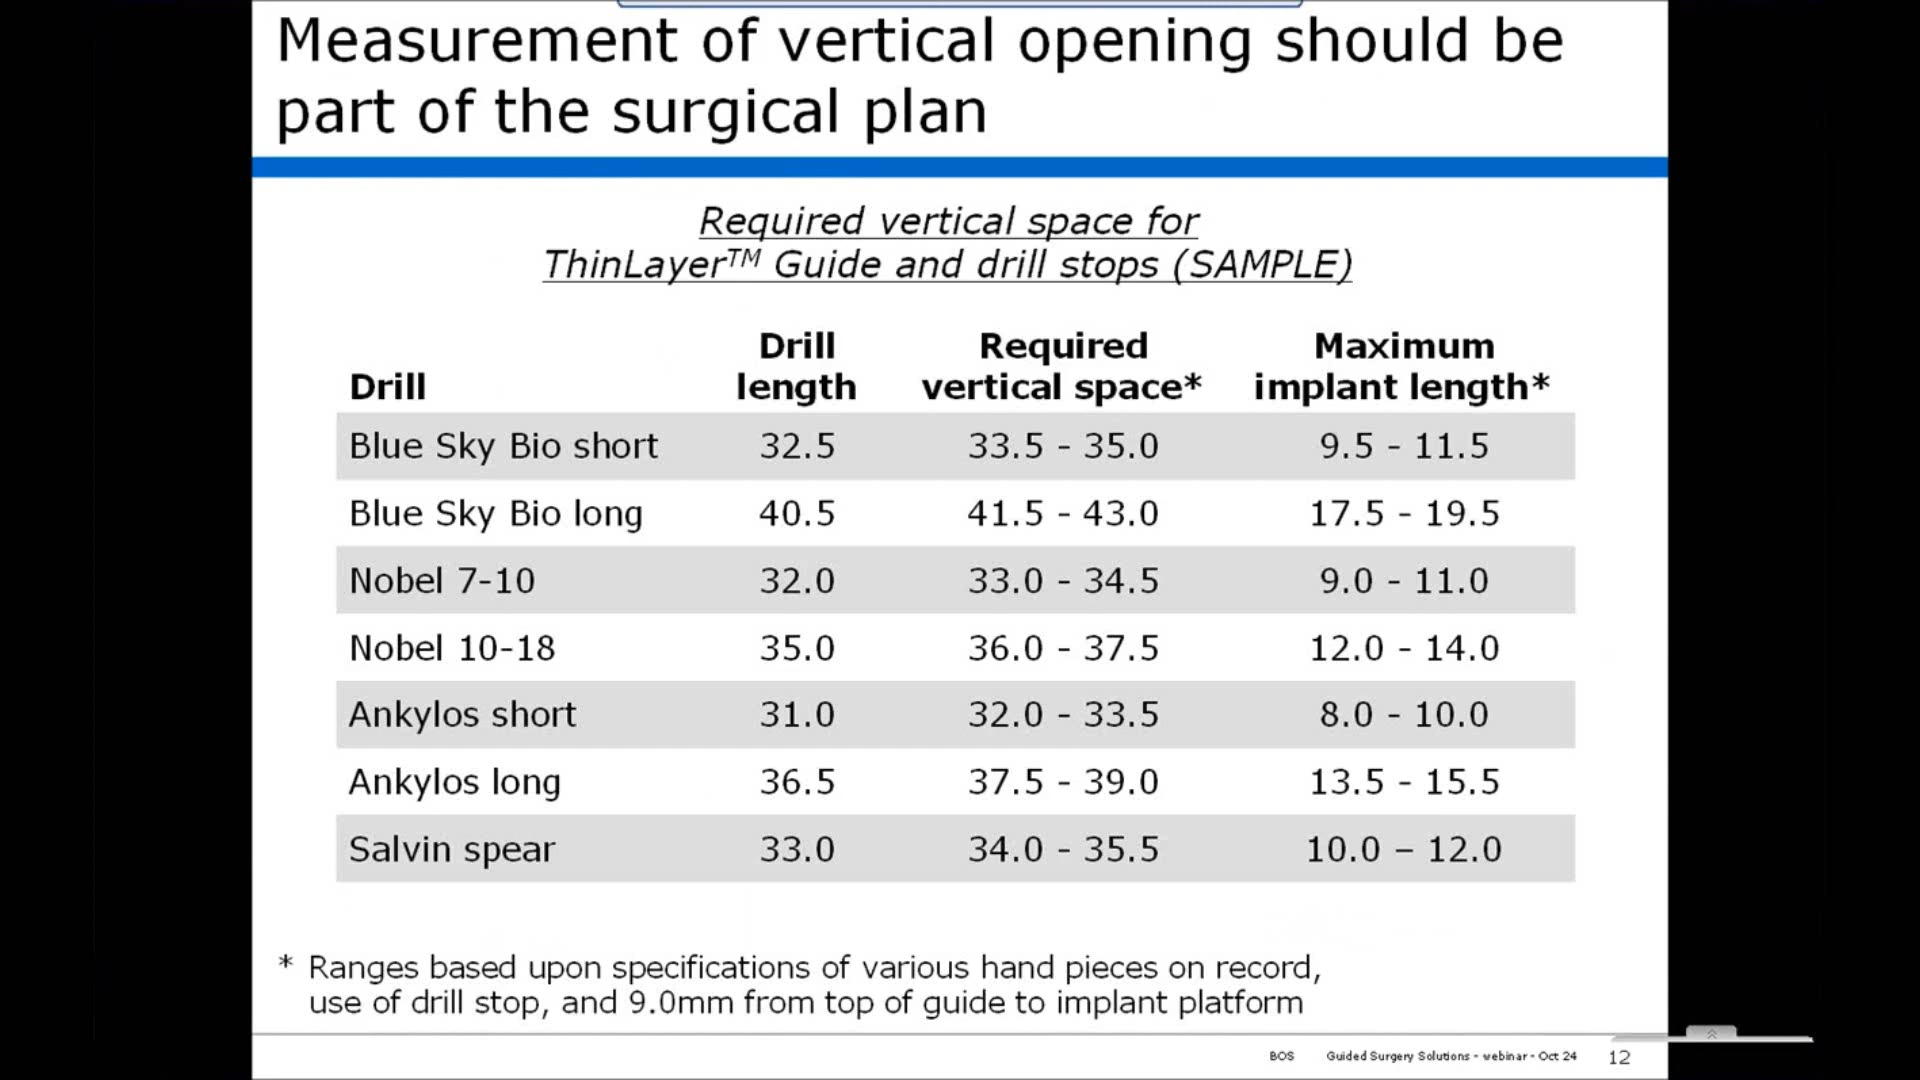 Measurement of vertical opening should be
part of the surgical plan
Required vertical space for
ThinLayer™ Guide and drill stops (SAMPLE)
Drill Drill length Required vertical space* Maximum implant length*
Blue Sky Bio short 32.5 33.5 - 35.0 9.5 - 11.5
Blue Sky Bio long 40.5 41.5 - 43.0 17.5 - 19.5
Nobel 7-10 32.0 33.0 - 34.5 9.0 - 11.0
Nobel 10-18 35.0 36.0 - 37.5 12.0 - 14.0
Ankylos short 31.0 32.0 - 33.5 8.0 - 10.0
Ankylos long 36.5 37.5 - 39.0 13.5 - 15.5
Salvin spear 33.0 34.0 - 35.5 10.0 – 12.0
* Ranges based upon specifications of various hand pieces on record,
use of drill stop, and 9.0mm from top of guide to implant platform
BOS Guided Surgery Solutions - webinar - Oct 24 12